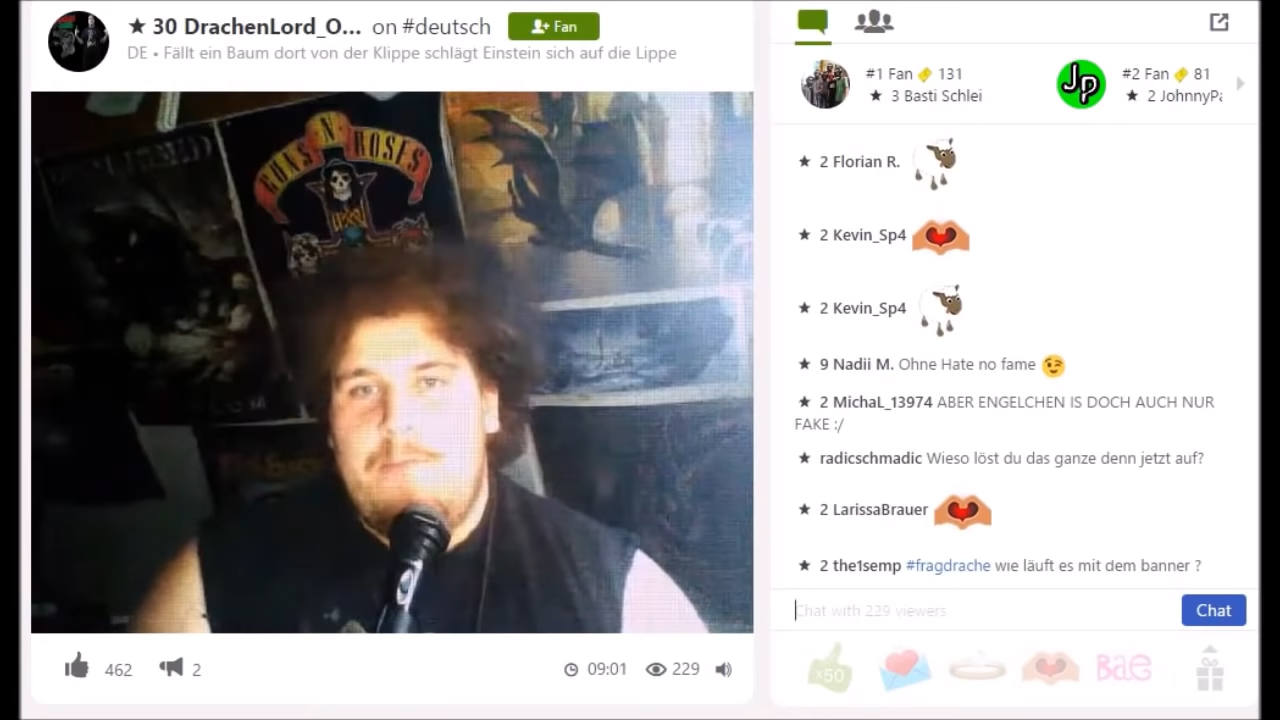 ★ 30 DrachenLord_O... on #deutsch
Fan
DE • Fällt ein Baum dort von der Klippe schlägt Einstein sich auf die Lippe
GUNS N ROSES
462
2
09:01
229
#1 Fan 131
★ 3 Basti Schlei
JP
#2 Fan 81
★ 2 JohnnyPa
★ 2 Florian R.
★ 2 Kevin_Sp4
★ 2 Kevin_Sp4
★ 9 Nadii M. Ohne Hate no fame
★ 2 MichaL_13974 ABER ENGELCHEN IS DOCH AUCH NUR
FAKE :/
★ radicschmadic Wieso löst du das ganze denn jetzt auf?
★ 2 LarissaBrauer
★ 2 the1semp #fragdrache wie läuft es mit dem banner ?
Chat with 229 viewers
Chat
x50
BAE